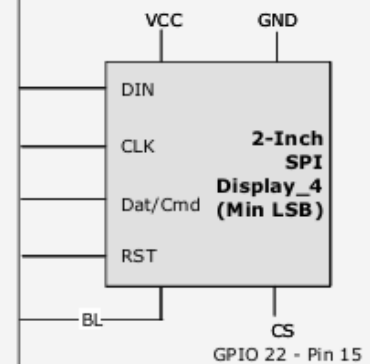 VCC GND
DIN
CLK
2-Inch
SPI
Display_4
(Min LSB)
Dat/Cmd
RST
BL
CS
GPIO 22 - Pin 15